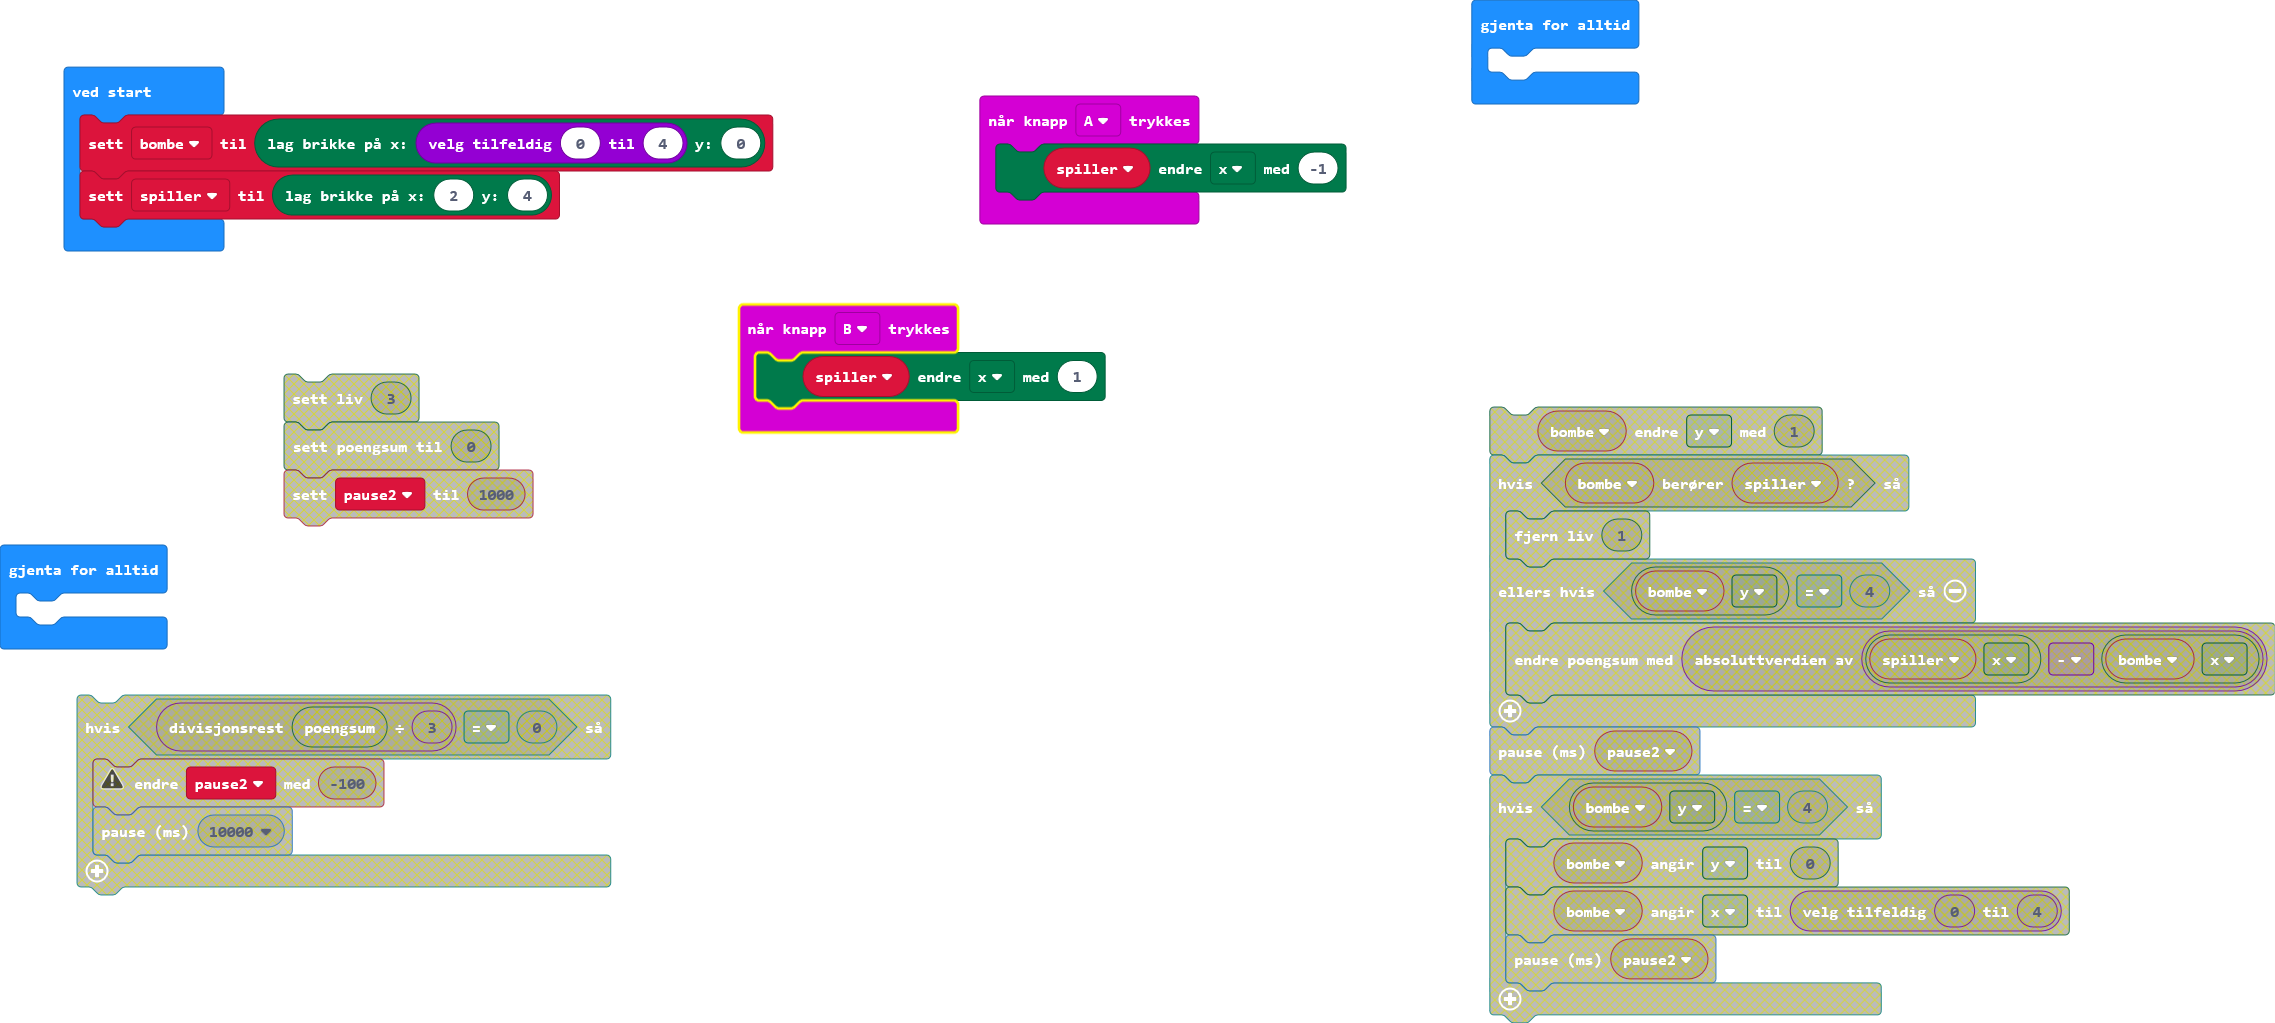 ved start
sett bombe til lag brikke på x: velg tilfeldig 0 til 4 y: 0
sett spiller til lag brikke på x: 2 y: 4
når knapp A trykkes
spiller endre x med -1
gjenta for alltid
når knapp B trykkes
spiller endre x med 1
sett liv 3
sett poengsum til 0
sett pause2 til 1000
gjenta for alltid
hvis divisjonsrest poengsum ÷ 3 = 0 så
endre pause2 med -100
pause (ms) 10000
bombe endre y med 1
hvis bombe berører spiller ? så
fjern liv 1
ellers hvis bombe y = 4 så
endre poengsum med absoluttverdien av spiller x - bombe x
pause (ms) pause2
hvis bombe y = 4 så
bombe angir y til 0
bombe angir x til velg tilfeldig 0 til 4
pause (ms) pause2